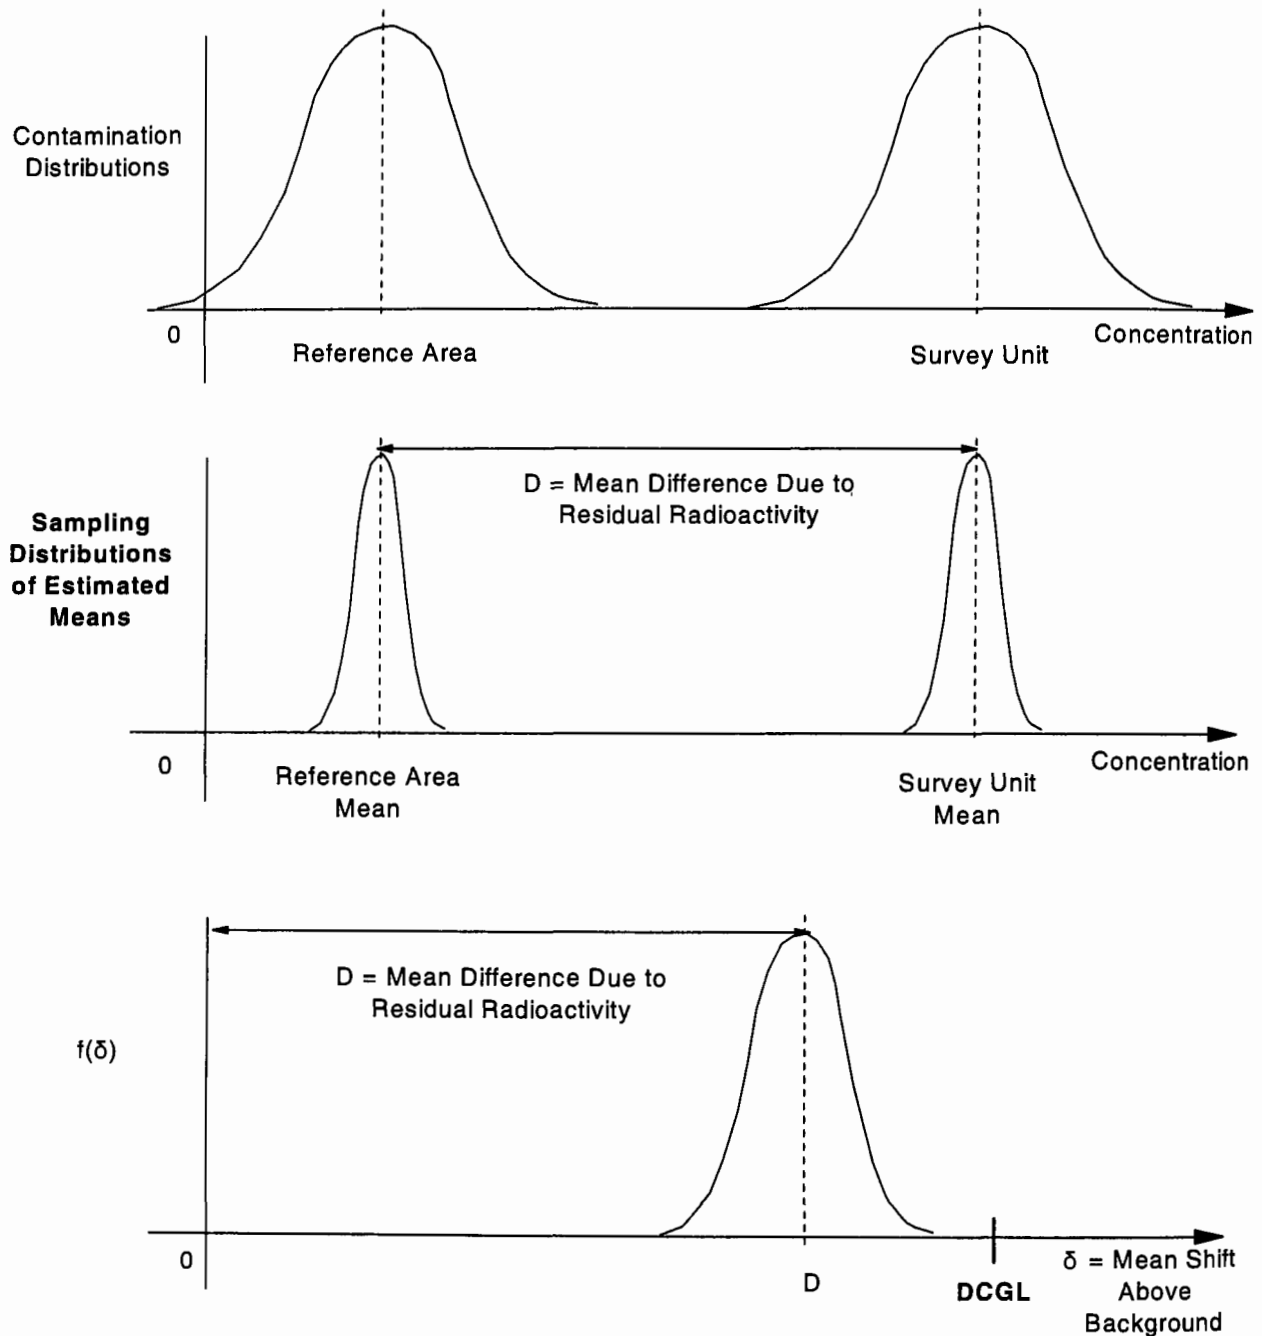 Contamination
Distributions
0
Reference Area
Survey Unit
Concentration
D = Mean Difference Due to
Residual Radioactivity
Sampling
Distributions
of Estimated
Means
0
Reference Area
Mean
Survey Unit
Mean
Concentration
D = Mean Difference Due to
Residual Radioactivity
f(δ)
0
D
DCGL
δ = Mean Shift
Above
Background